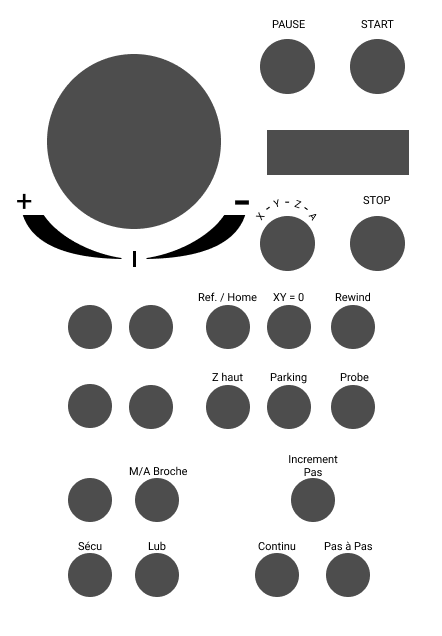 PAUSE START
+ -
X - Y - Z - A
STOP
Ref. / Home XY = 0 Rewind
Z haut Parking Probe
Increment
Pas
M/A Broche
Sécu Lub Continu Pas à Pas